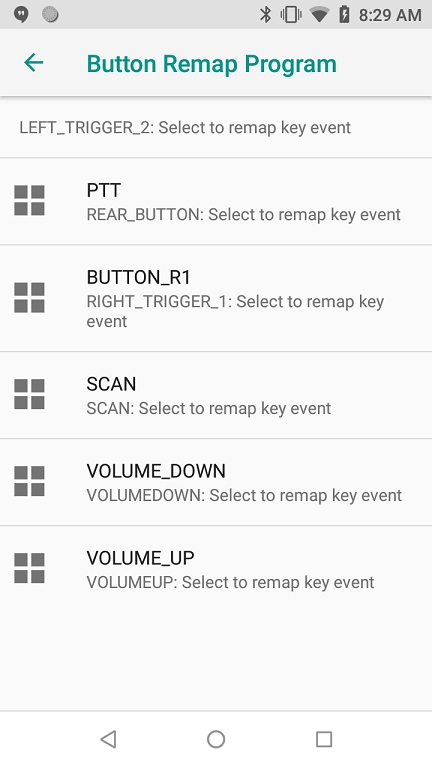 8:29 AM
Button Remap Program
LEFT_TRIGGER_2: Select to remap key event
PTT
REAR_BUTTON: Select to remap key event
BUTTON_R1
RIGHT_TRIGGER_1: Select to remap key
event
SCAN
SCAN: Select to remap key event
VOLUME_DOWN
VOLUMEDOWN: Select to remap key event
VOLUME_UP
VOLUMEUP: Select to remap key event